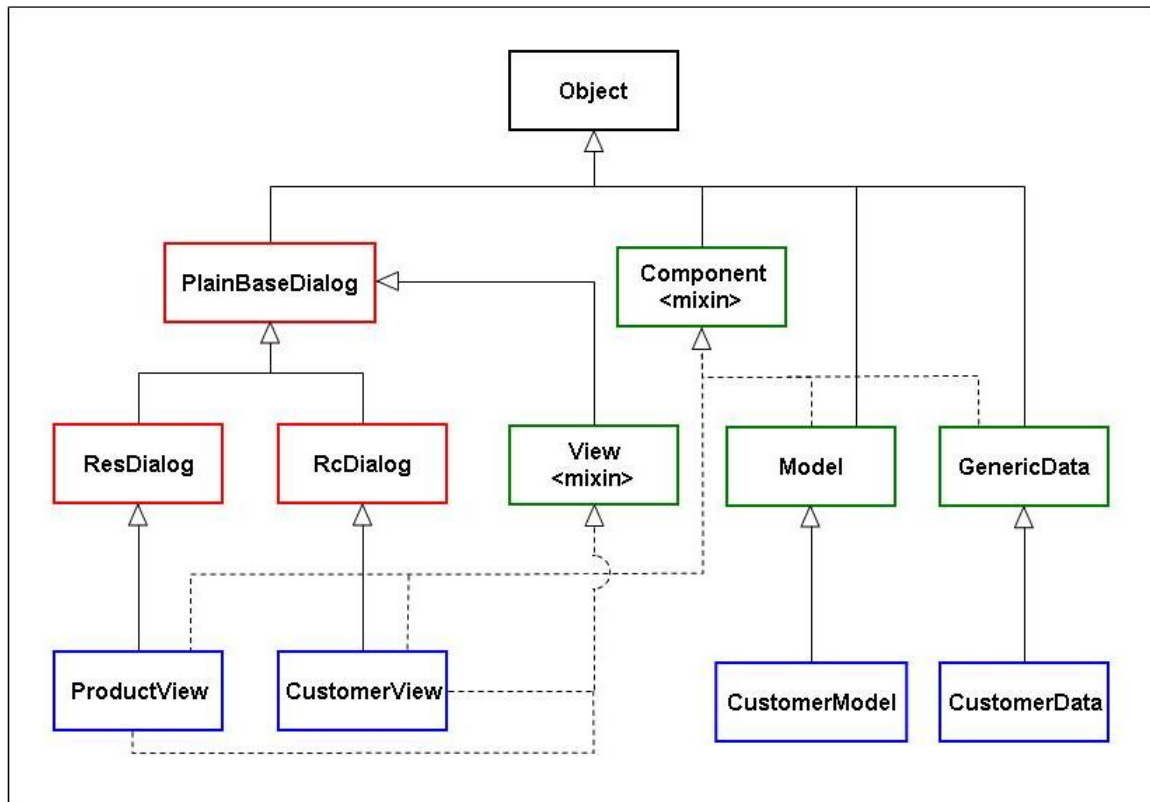 Object
PlainBaseDialog
Component
<mixin>
ResDialog
RcDialog
View
<mixin>
Model
GenericData
ProductView
CustomerView
CustomerModel
CustomerData